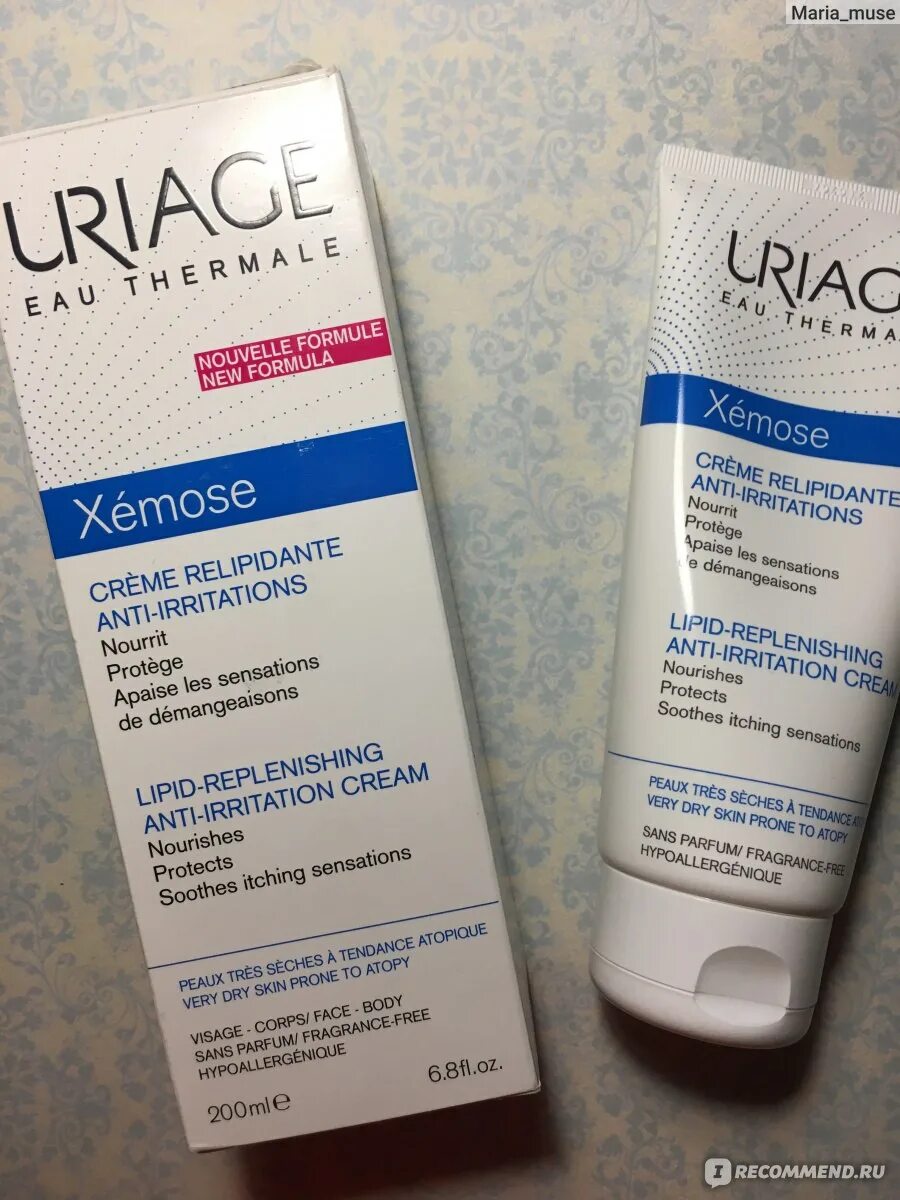 Maria_muse
URIAGE
EAU THERMALE
NOUVELLE FORMULE
NEW FORMULA
Xémose
CRÈME RELIPIDANTE
ANTI-IRRITATIONS
Nourrit
Protège
Apaise les sensations
de démangeaisons
LIPID-REPLENISHING
ANTI-IRRITATION CREAM
Nourishes
Protects
Soothes itching sensations
PEAUX TRÈS SÈCHES À TENDANCE ATOPIQUE
VERY DRY SKIN PRONE TO ATOPY
VISAGE - CORPS/ FACE - BODY
SANS PARFUM/ FRAGRANCE-FREE
HYPOALLERGÉNIQUE
200ml e
6.8fl.oz.
URIAG
EAU THERMA
Xémose
CRÈME RELIPIDANTE
ANTI-IRRITATIONS
Nourrit
Protège
Apaise les sensations
de démangeaisons
LIPID-REPLENISHING
ANTI-IRRITATION CREAM
Nourishes
Protects
Soothes itching sensations
PEAUX TRÈS SÈCHES À TENDANCE
VERY DRY SKIN PRONE TO ATOPY
SANS PARFUM/ FRAGRANCE-FREE
HYPOALLERGÉNIQUE
IRECOMMEND.RU